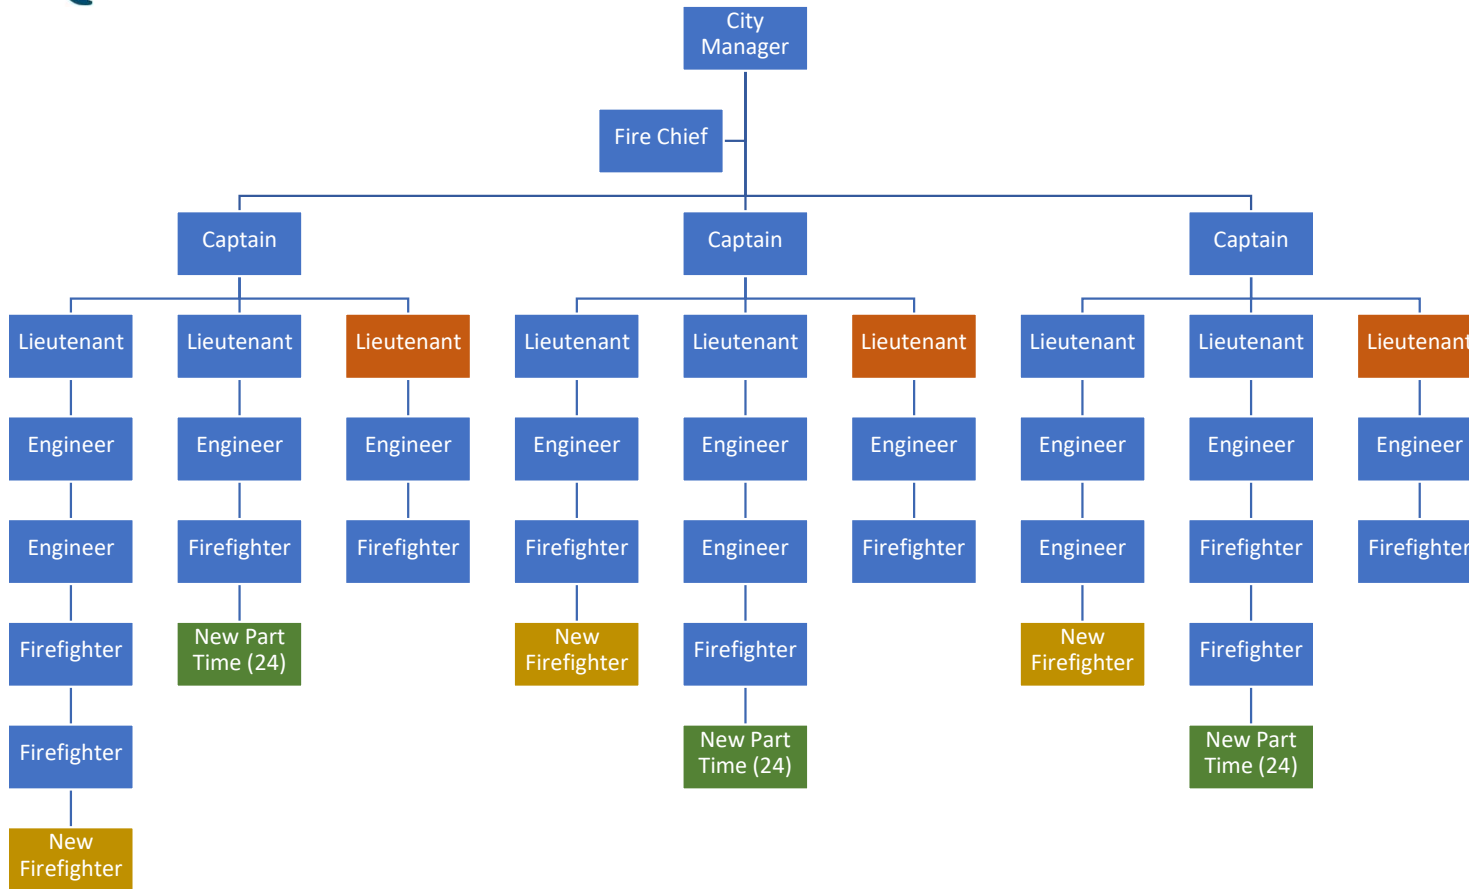 City
Manager
Fire Chief
Captain
Captain
Captain
Lieutenant
Lieutenant
Lieutenant
Lieutenant
Lieutenant
Lieutenant
Lieutenant
Lieutenant
Lieutenant
Engineer
Engineer
Engineer
Engineer
Engineer
Engineer
Engineer
Engineer
Engineer
Engineer
Firefighter
Firefighter
Firefighter
Engineer
Firefighter
Engineer
Firefighter
Firefighter
Firefighter
New Part
Time (24)
New
Firefighter
Firefighter
New
Firefighter
Firefighter
Firefighter
New Part
Time (24)
New Part
Time (24)
New
Firefighter